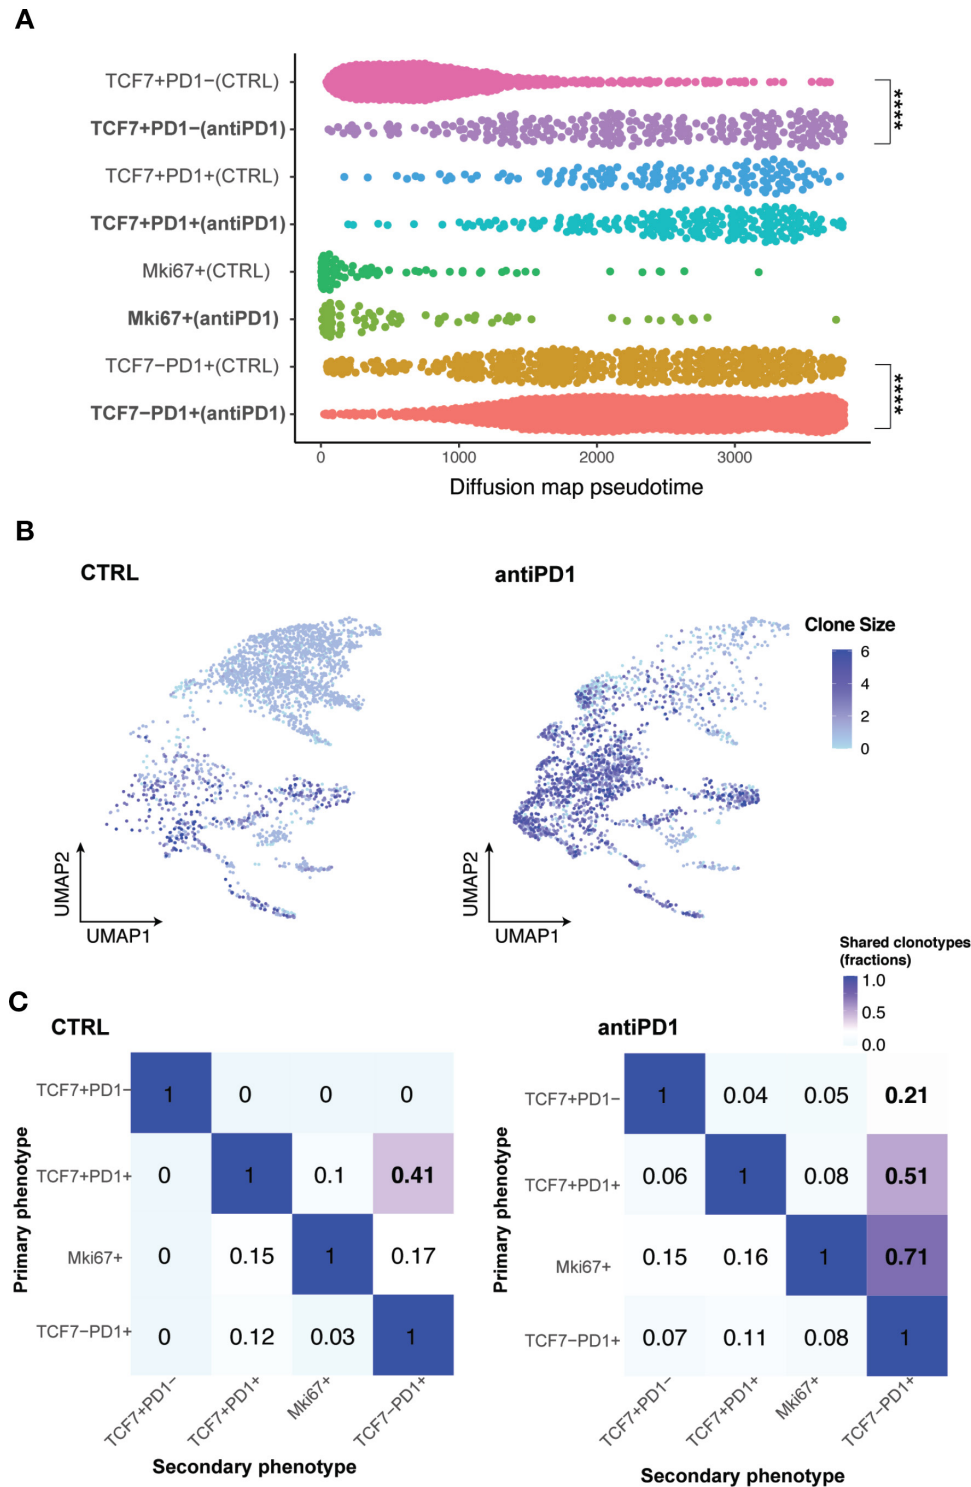 A
TCF7+PD1−(CTRL)
TCF7+PD1−(antiPD1)
TCF7+PD1+(CTRL)
TCF7+PD1+(antiPD1)
Mki67+(CTRL)
Mki67+(antiPD1)
TCF7−PD1+(CTRL)
TCF7−PD1+(antiPD1)
****
****
0 1000 2000 3000
Diffusion map pseudotime
B
CTRL antiPD1
Clone Size
6
4
2
0
UMAP2
UMAP1
UMAP2
UMAP1
Shared clonotypes
(fractions)
1.0
0.5
0.0
C
CTRL
Primary phenotype
TCF7+PD1− 1 0 0 0
TCF7+PD1+ 0 1 0.1 0.41
Mki67+ 0 0.15 1 0.17
TCF7−PD1+ 0 0.12 0.03 1
TCF7+PD1− TCF7+PD1+ Mki67+ TCF7−PD1+
Secondary phenotype
antiPD1
Primary phenotype
TCF7+PD1− 1 0.04 0.05 0.21
TCF7+PD1+ 0.06 1 0.08 0.51
Mki67+ 0.15 0.16 1 0.71
TCF7−PD1+ 0.07 0.11 0.08 1
TCF7+PD1− TCF7+PD1+ Mki67+ TCF7−PD1+
Secondary phenotype